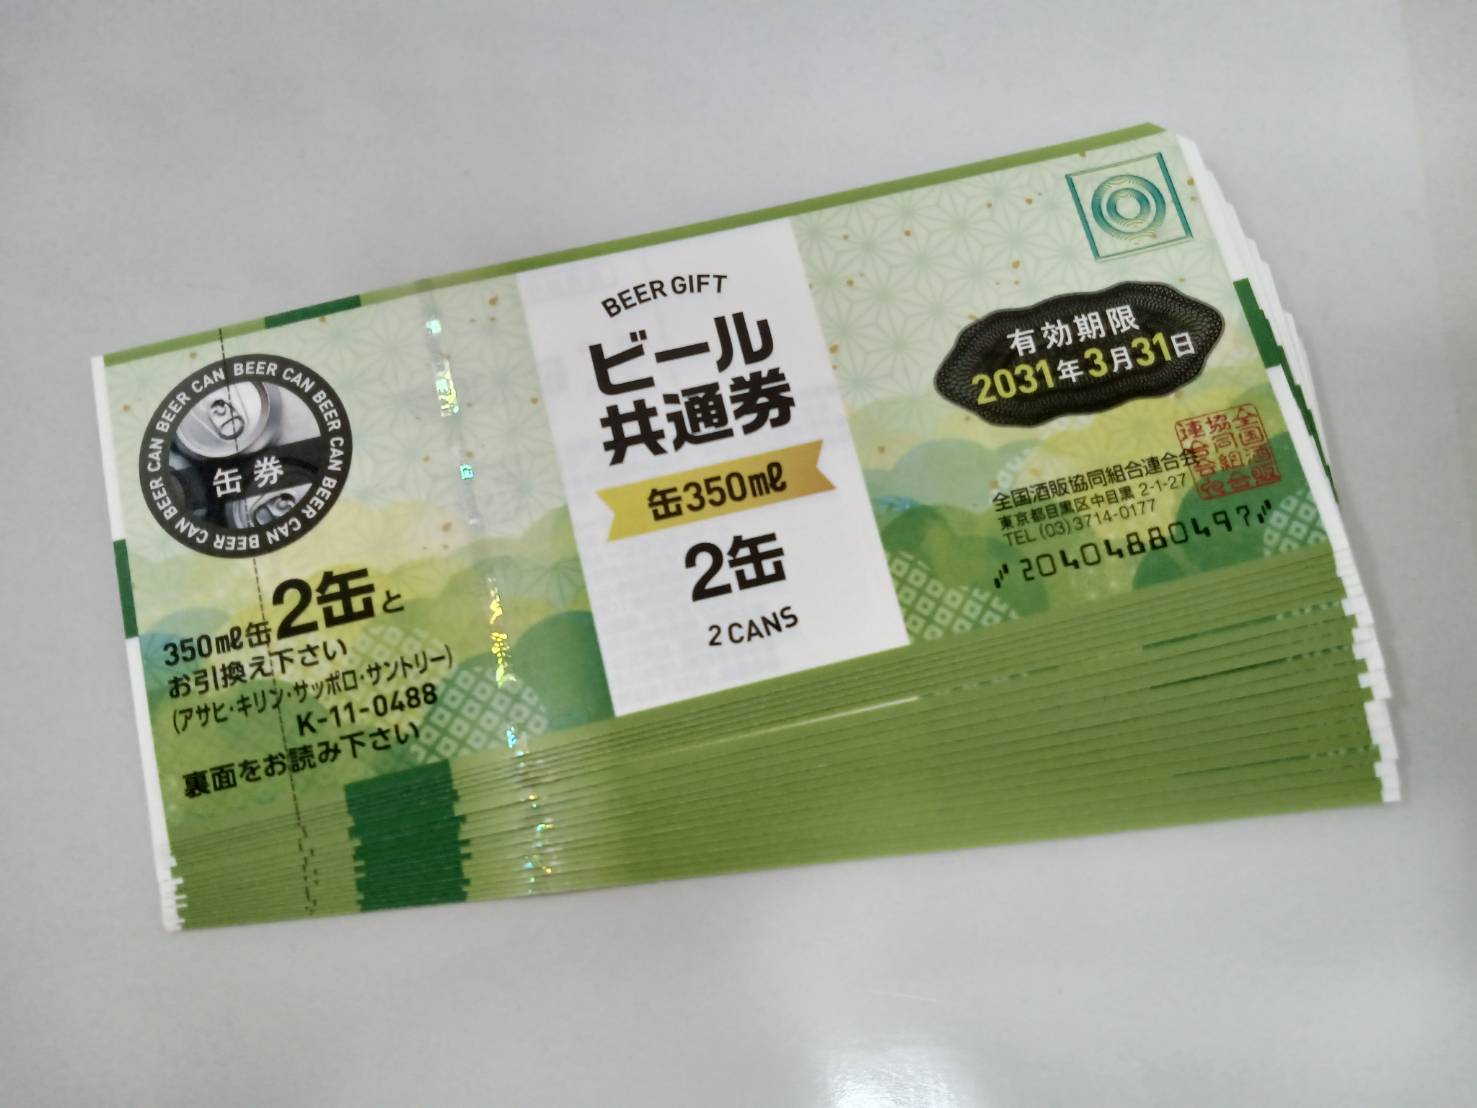 BEER CAN BEER CAN BEER CAN BEER CAN BEER CAN BEER CAN
缶券
350ml缶2缶と
お引換え下さい
(アサヒ・キリン・サッポロ・サントリー)
K-11-0488
裏面をお読み下さい
BEER GIFT
ビール
共通券
缶350ml
2缶
2 CANS
有効期限
2031年3月31日
全国酒販協同組合連合会
東京都目黒区中目黒 2-1-27
TEL (03)3714-0177
20404880497